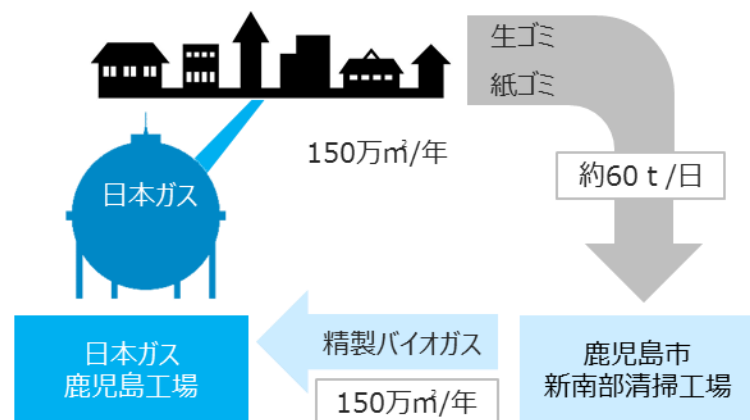 生ゴミ
紙ゴミ
150万㎥/年
約60ｔ/日
日本ガス
精製バイオガス
150万㎥/年
日本ガス
鹿児島工場
鹿児島市
新南部清掃工場